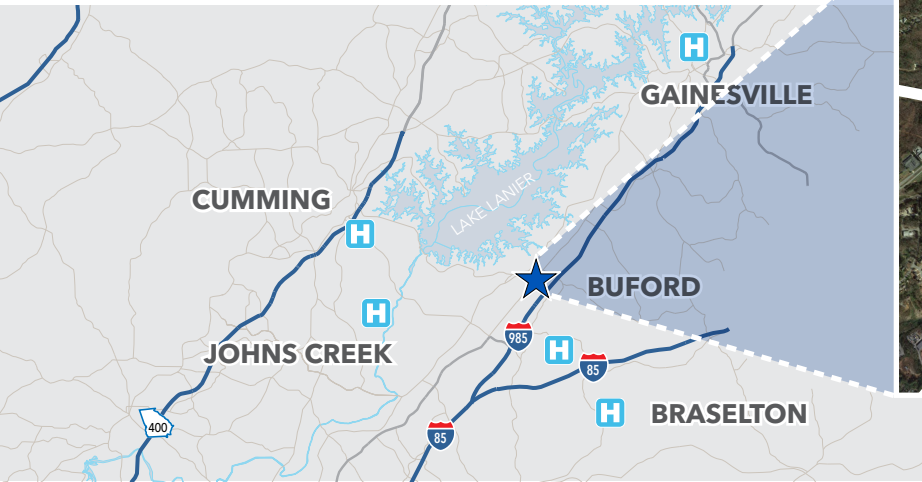 H
GAINESVILLE
CUMMING
LAKE LANIER
H
BUFORD
H
985
JOHNS CREEK
H
85
H
BRASELTON
400
85